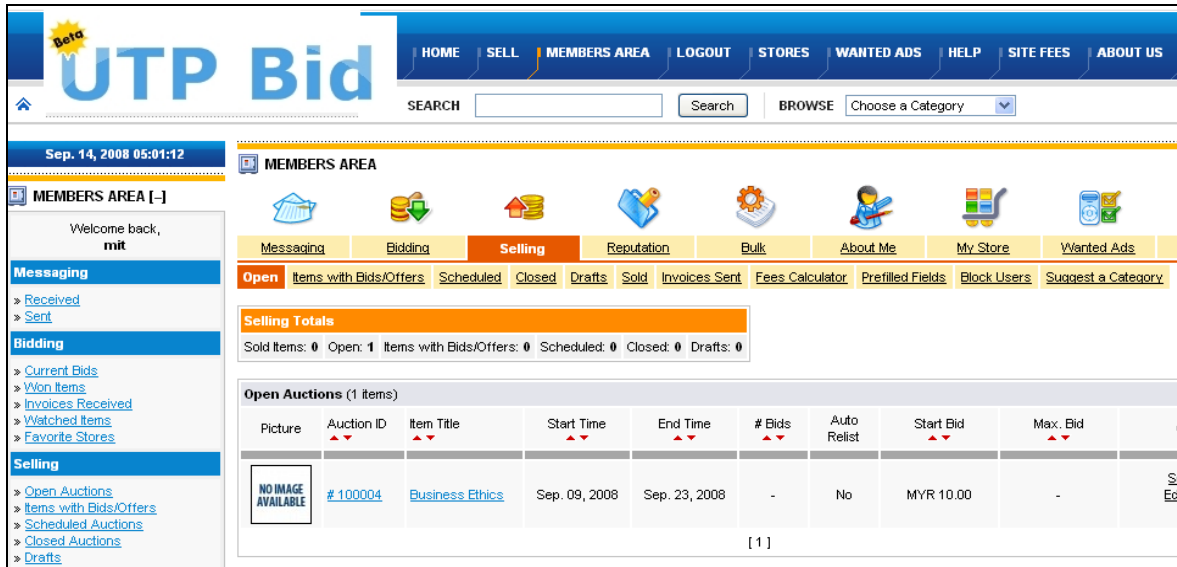 Beta
UTP Bid
HOME SELL MEMBERS AREA LOGOUT STORES WANTED ADS HELP SITE FEES ABOUT US
SEARCH Search BROWSE Choose a Category
Sep. 14, 2008 05:01:12
MEMBERS AREA [-]
Welcome back,
mit
Messaging
» Received
» Sent
Bidding
» Current Bids
» Won Items
» Invoices Received
» Watched Items
» Favorite Stores
Selling
» Open Auctions
» Items with Bids/Offers
» Scheduled Auctions
» Closed Auctions
» Drafts
MEMBERS AREA
Messaging Bidding Selling Reputation Bulk About Me My Store Wanted Ads
Open Items with Bids/Offers Scheduled Closed Drafts Sold Invoices Sent Fees Calculator Prefilled Fields Block Users Suggest a Category
Selling Totals
Sold Items: 0 Open: 1 Items with Bids/Offers: 0 Scheduled: 0 Closed: 0 Drafts: 0
Open Auctions (1 items)
Picture Auction ID Item Title Start Time End Time # Bids Auto Relist Start Bid Max. Bid
NO IMAGE AVAILABLE # 100004 Business Ethics Sep. 09, 2008 Sep. 23, 2008 - No MYR 10.00 -
[ 1 ]